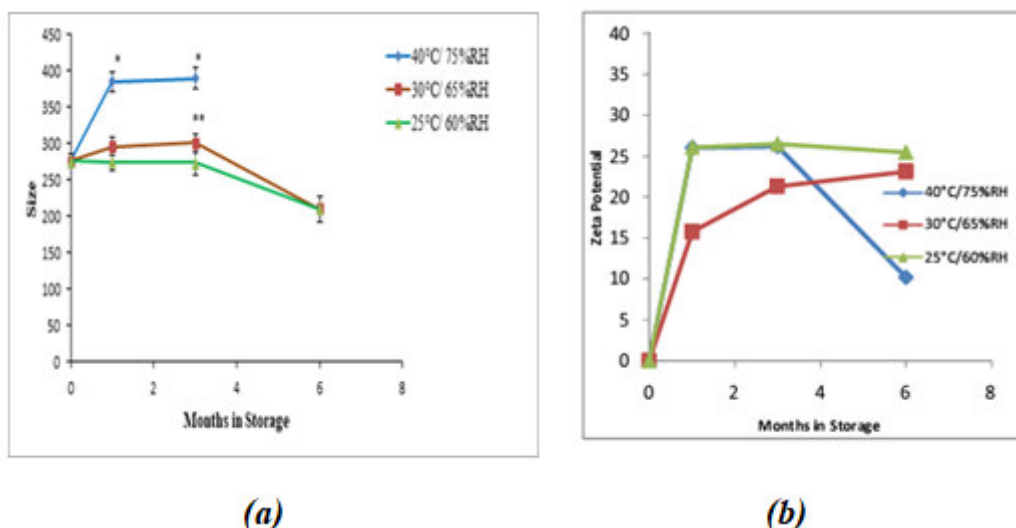 450
400
350
300
250
200
150
100
50
0
Size
0 2 4 6 8
Months in Storage
* *
**
40°C/ 75%RH
30°C/ 65%RH
25°C/ 60%RH
(a)
40
35
30
25
20
15
10
5
0
Zeta Potential
0 2 4 6 8
Months in Storage
40°C/75%RH
30°C/65%RH
25°C/60%RH
(b)